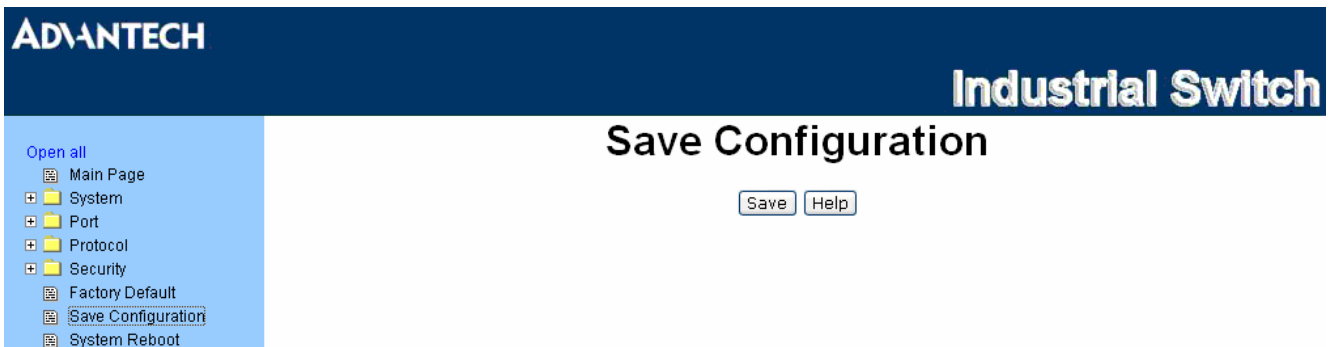 ADVANTECH
Industrial Switch
Open all
Main Page
System
Port
Protocol
Security
Factory Default
Save Configuration
System Reboot
Save Configuration
Save Help